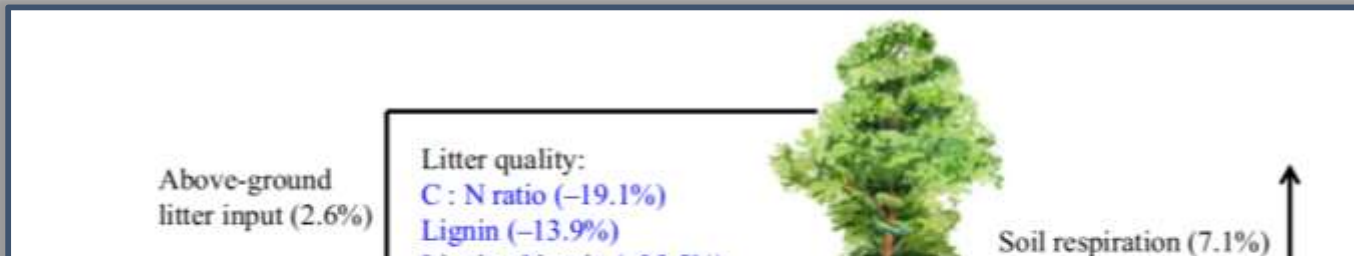 Above-ground
litter input (2.6%)
Litter quality:
C : N ratio (–19.1%)
Lignin (–13.9%)
Soil respiration (7.1%)